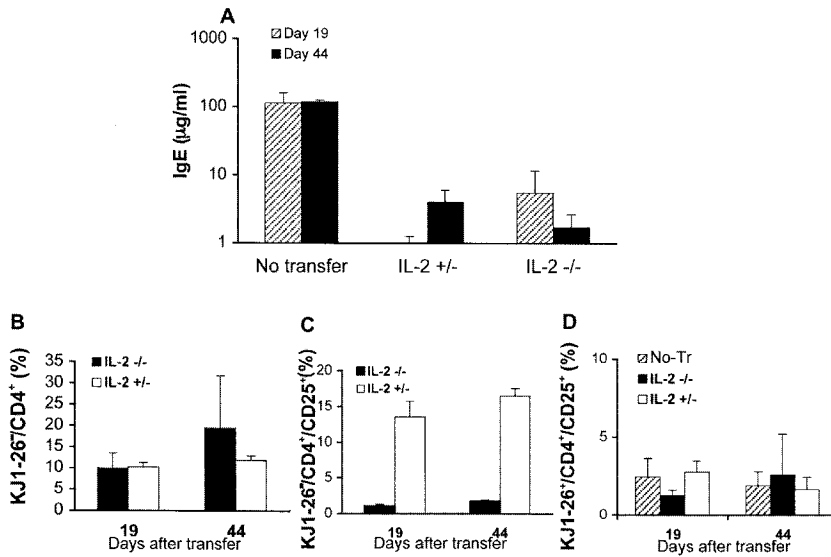 A
1000
100
10
1
IgE (µg/ml)
Day 19
Day 44
No transfer
IL-2 +/-
IL-2 -/-
B
KJ1-26⁻/CD4⁺ (%)
35
30
25
20
15
10
5
0
IL-2 -/-
IL-2 +/-
19
44
Days after transfer
C
KJ1-26⁻/CD4⁺/CD25⁺(%)
20
15
10
5
0
IL-2 -/-
IL-2 +/-
19
44
Days after transfer
D
KJ1-26⁺/CD4⁺/CD25⁺ (%)
10
5
0
No-Tr
IL-2 -/-
IL-2 +/-
19
44
Days after transfer